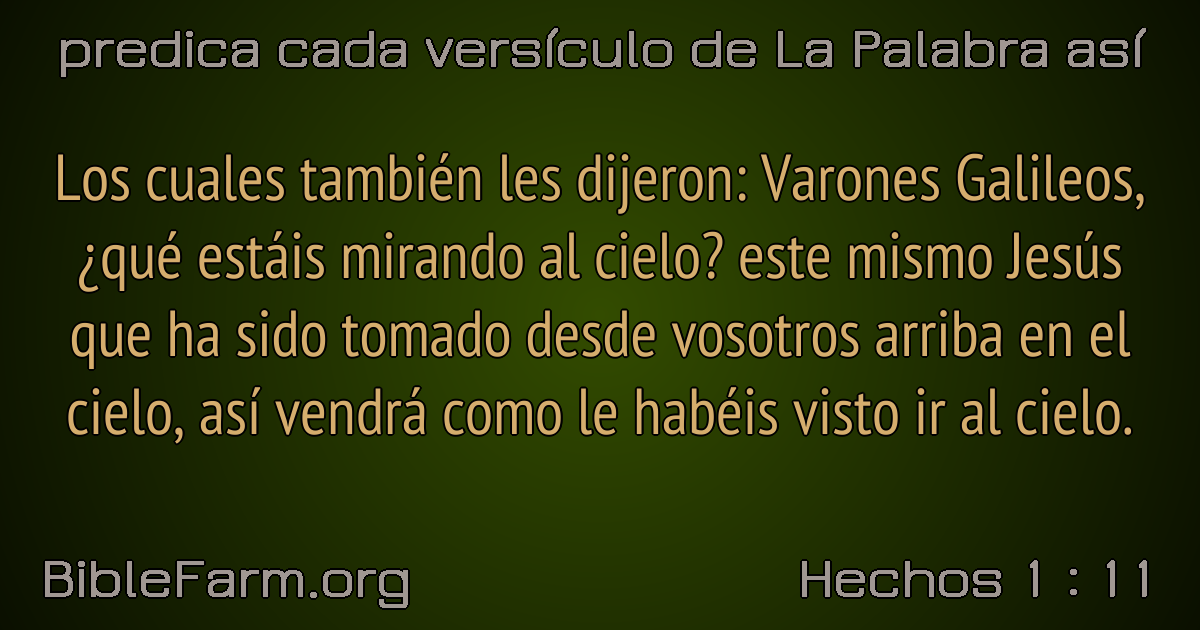 predica cada versículo de La Palabra así
Los cuales también les dijeron: Varones Galileos,
¿qué estáis mirando al cielo? este mismo Jesús
que ha sido tomado desde vosotros arriba en el
cielo, así vendrá como le habéis visto ir al cielo.
BibleFarm.org
Hechos 1 : 11